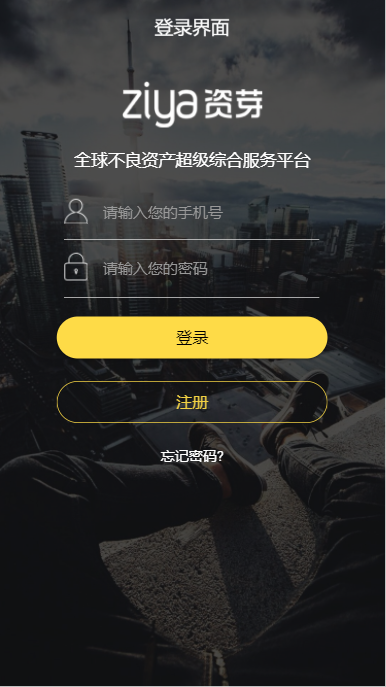 登录界面
ziya 资芽
全球不良资产超级综合服务平台
请输入您的手机号
请输入您的密码
登录
注册
忘记密码?